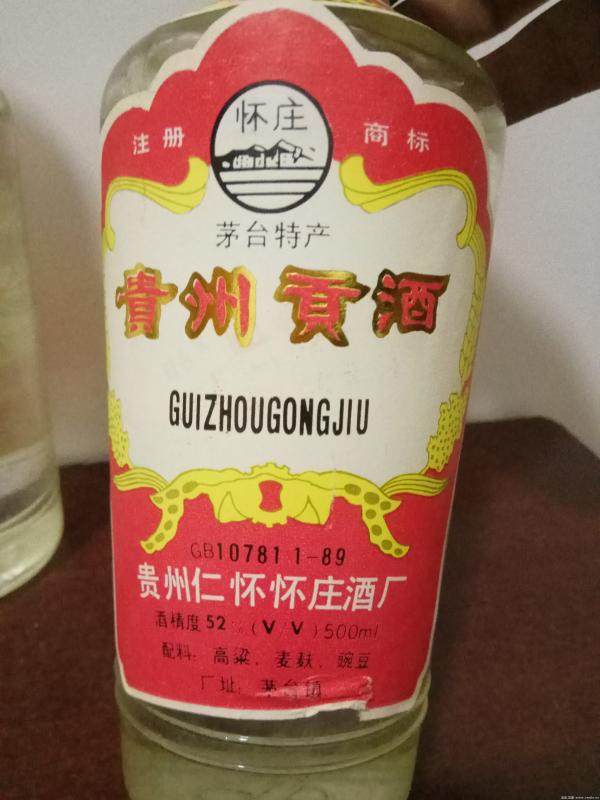 怀庄
注册 商标
茅台特产
貴州貢酒
GUIZHOUGONGJIU
GB10781 1-89
贵州仁怀怀庄酒厂
酒精度52%(V/V)500ml
配料:高粱、麦麸、豌豆
厂址:茅台镇